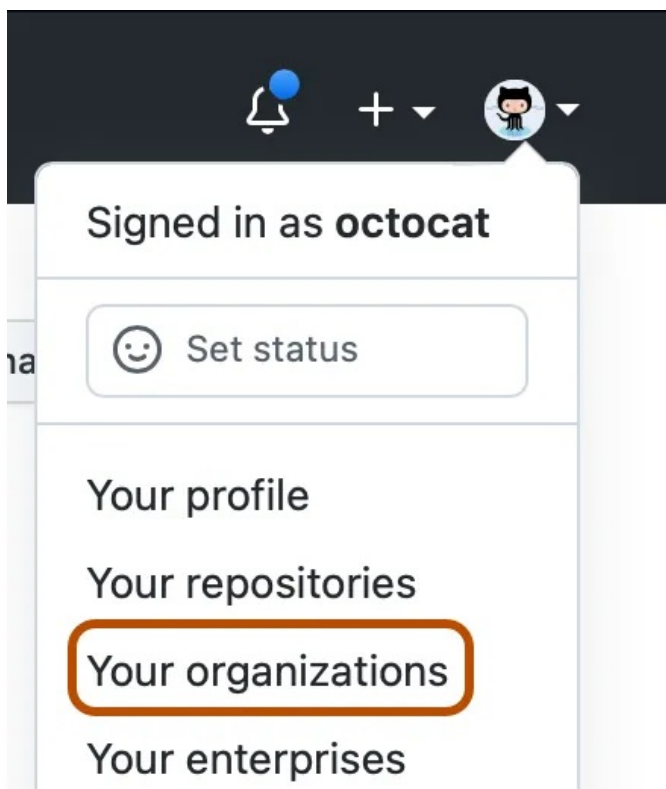 Signed in as octocat
Set status
Your profile
Your repositories
Your organizations
Your enterprises